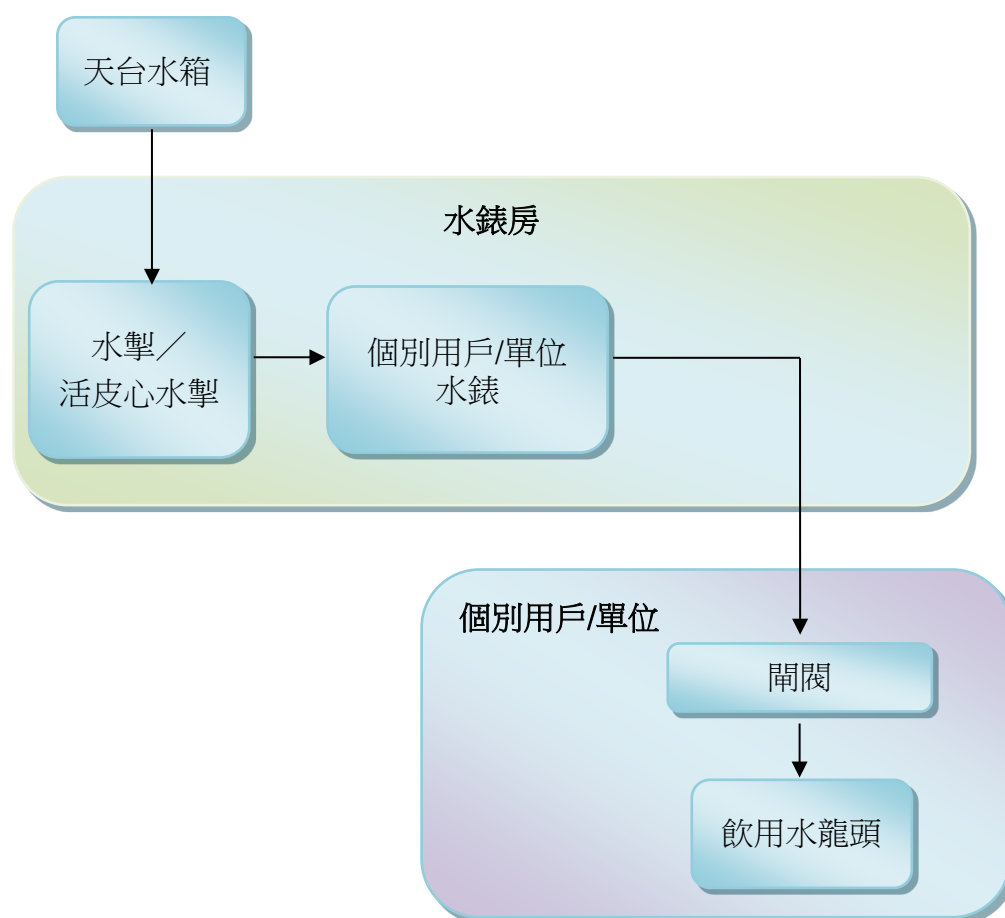 天台水箱
水錶房
水掣／
活皮心水掣
個別用戶/單位
水錶
個別用戶/單位
閘閥
飲用水龍頭